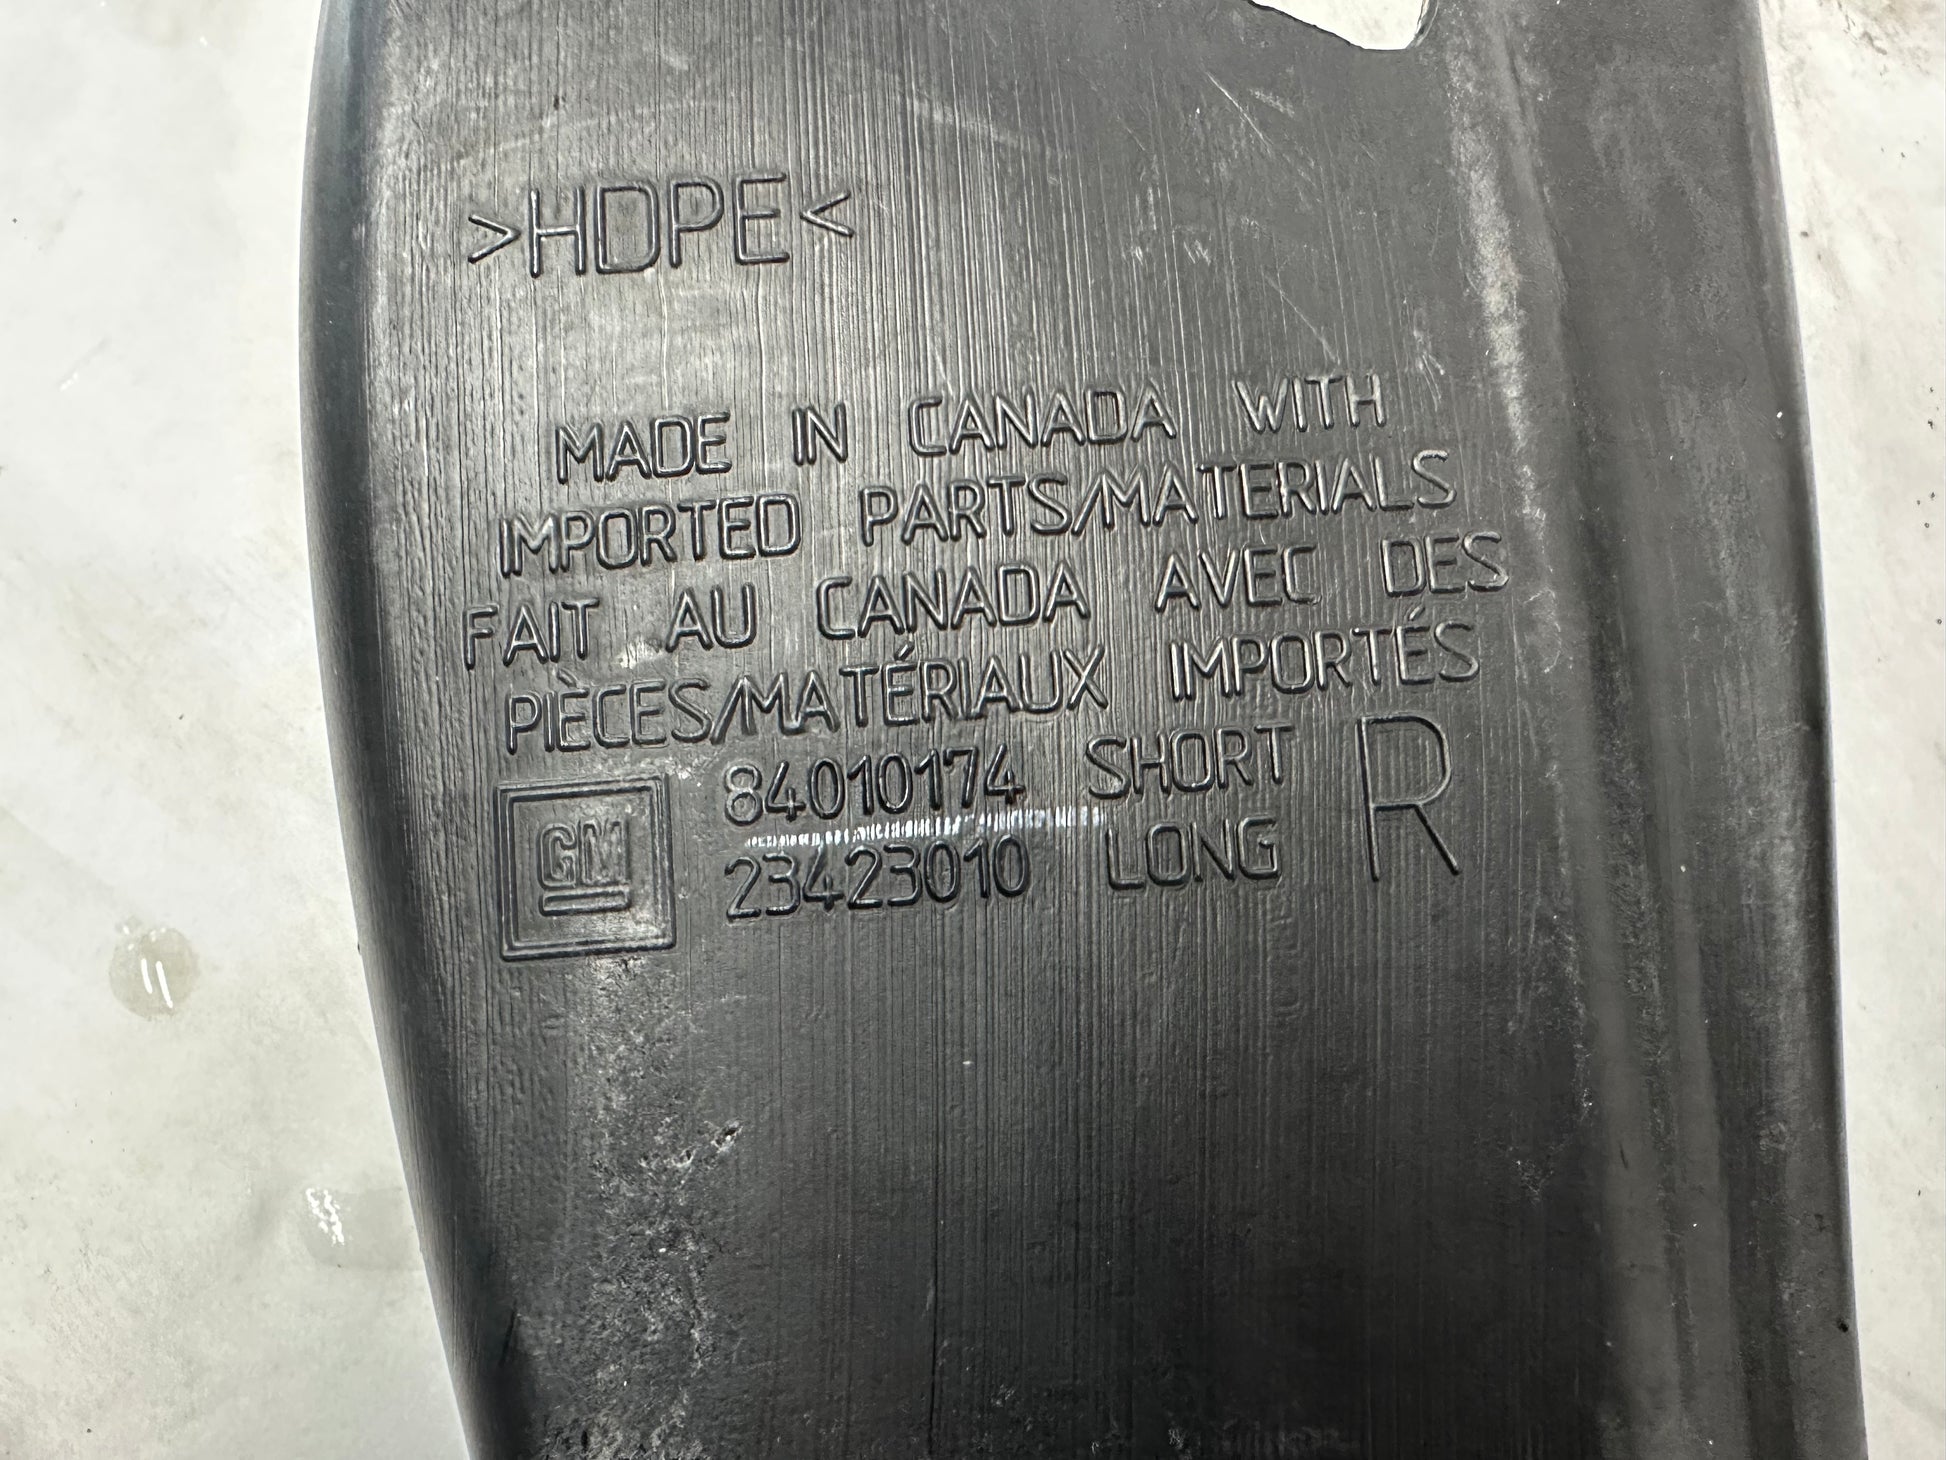 >HDPE<
MADE IN CANADA WITH
IMPORTED PARTS/MATERIALS
FAIT AU CANADA AVEC DES
PIÈCES/MATÉRIAUX IMPORTÉS
GM 84010174 SHORT R
23423010 LONG